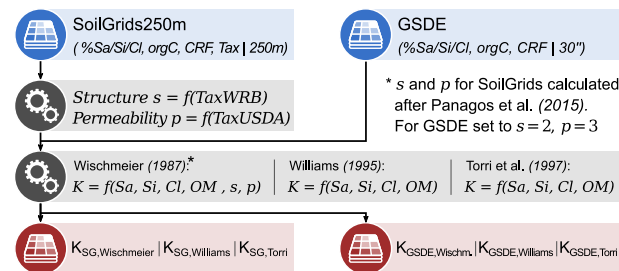 SoilGrids250m
( %Sa/Si/Cl, orgC, CRF, Tax | 250m)
GSDE
(%Sa/Si/Cl, orgC, CRF | 30")
Structure s = f(TaxWRB)
Permeability p = f(TaxUSDA)
* s and p for SoilGrids calculated
after Panagos et al. (2015).
For GSDE set to s=2, p=3
Wischmeier (1987):*
K = f(Sa, Si, Cl, OM , s, p)
Williams (1995):
K = f(Sa, Si, Cl, OM)
Torri et al. (1997):
K = f(Sa, Si, Cl, OM)
KSG,Wischmeier | KSG,Williams | KSG,Torri
KGSDE,Wischm. | KGSDE,Williams | KGSDE,Torri